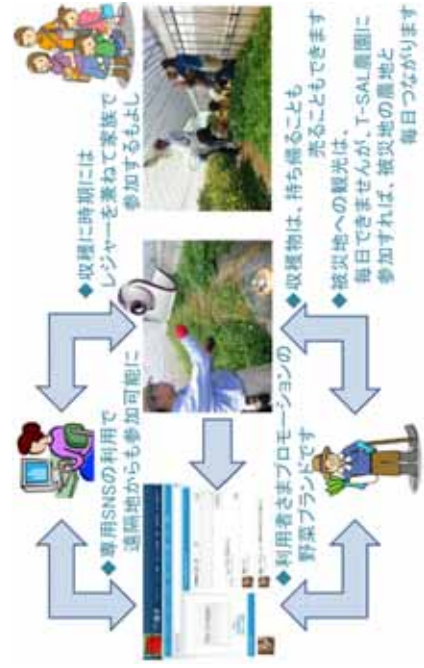 ◆専用SNSの利用で
遠隔地からも参加可能に
◆収穫に時期には
レジャーを兼ねて家族で
参加するもよし
◆利用者さまプロモーションの
野菜ブランドです
◆収穫物は、持ち帰ることも
売ることもできます
◆被災地への観光は、
毎日できませんが、T-SAL農園に
参加すれば、被災地の農地と
毎日つながります